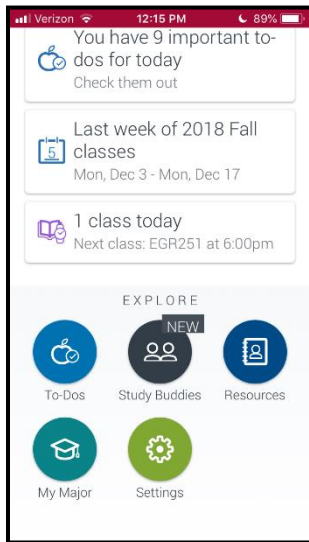 Verizon 12:15 PM 89%
You have 9 important to-
dos for today
Check them out
Last week of 2018 Fall
classes
5
Mon, Dec 3 - Mon, Dec 17
1 class today
Next class: EGR251 at 6:00pm
EXPLORE
NEW
To-Dos Study Buddies Resources
My Major Settings